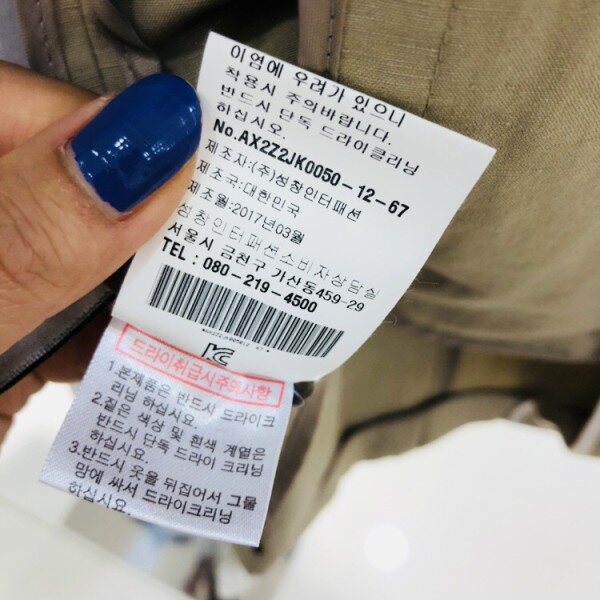 이염에 우려가 있으니
착용시 주의바랍니다.
반드시 단독 드라이클리닝
하십시오.
No.AX2Z2JK0050-12-67
제조자:(주)성창인터패션
제조국:대한민국
제조월:2017년03월
성창인터패션소비자상담실
서울시 금천구 가산동459-29
TEL : 080-219-4500
드라이취급시주의사항
1.본제품은 반드시 드라이크
리닝 하십시요.
2.짙은 색상 및 흰색 계열은
반드시 단독 드라이 크리닝
하십시요.
3.반드시 옷을 뒤집어서 그물
망에 싸서 드라이크리닝
하십시요.